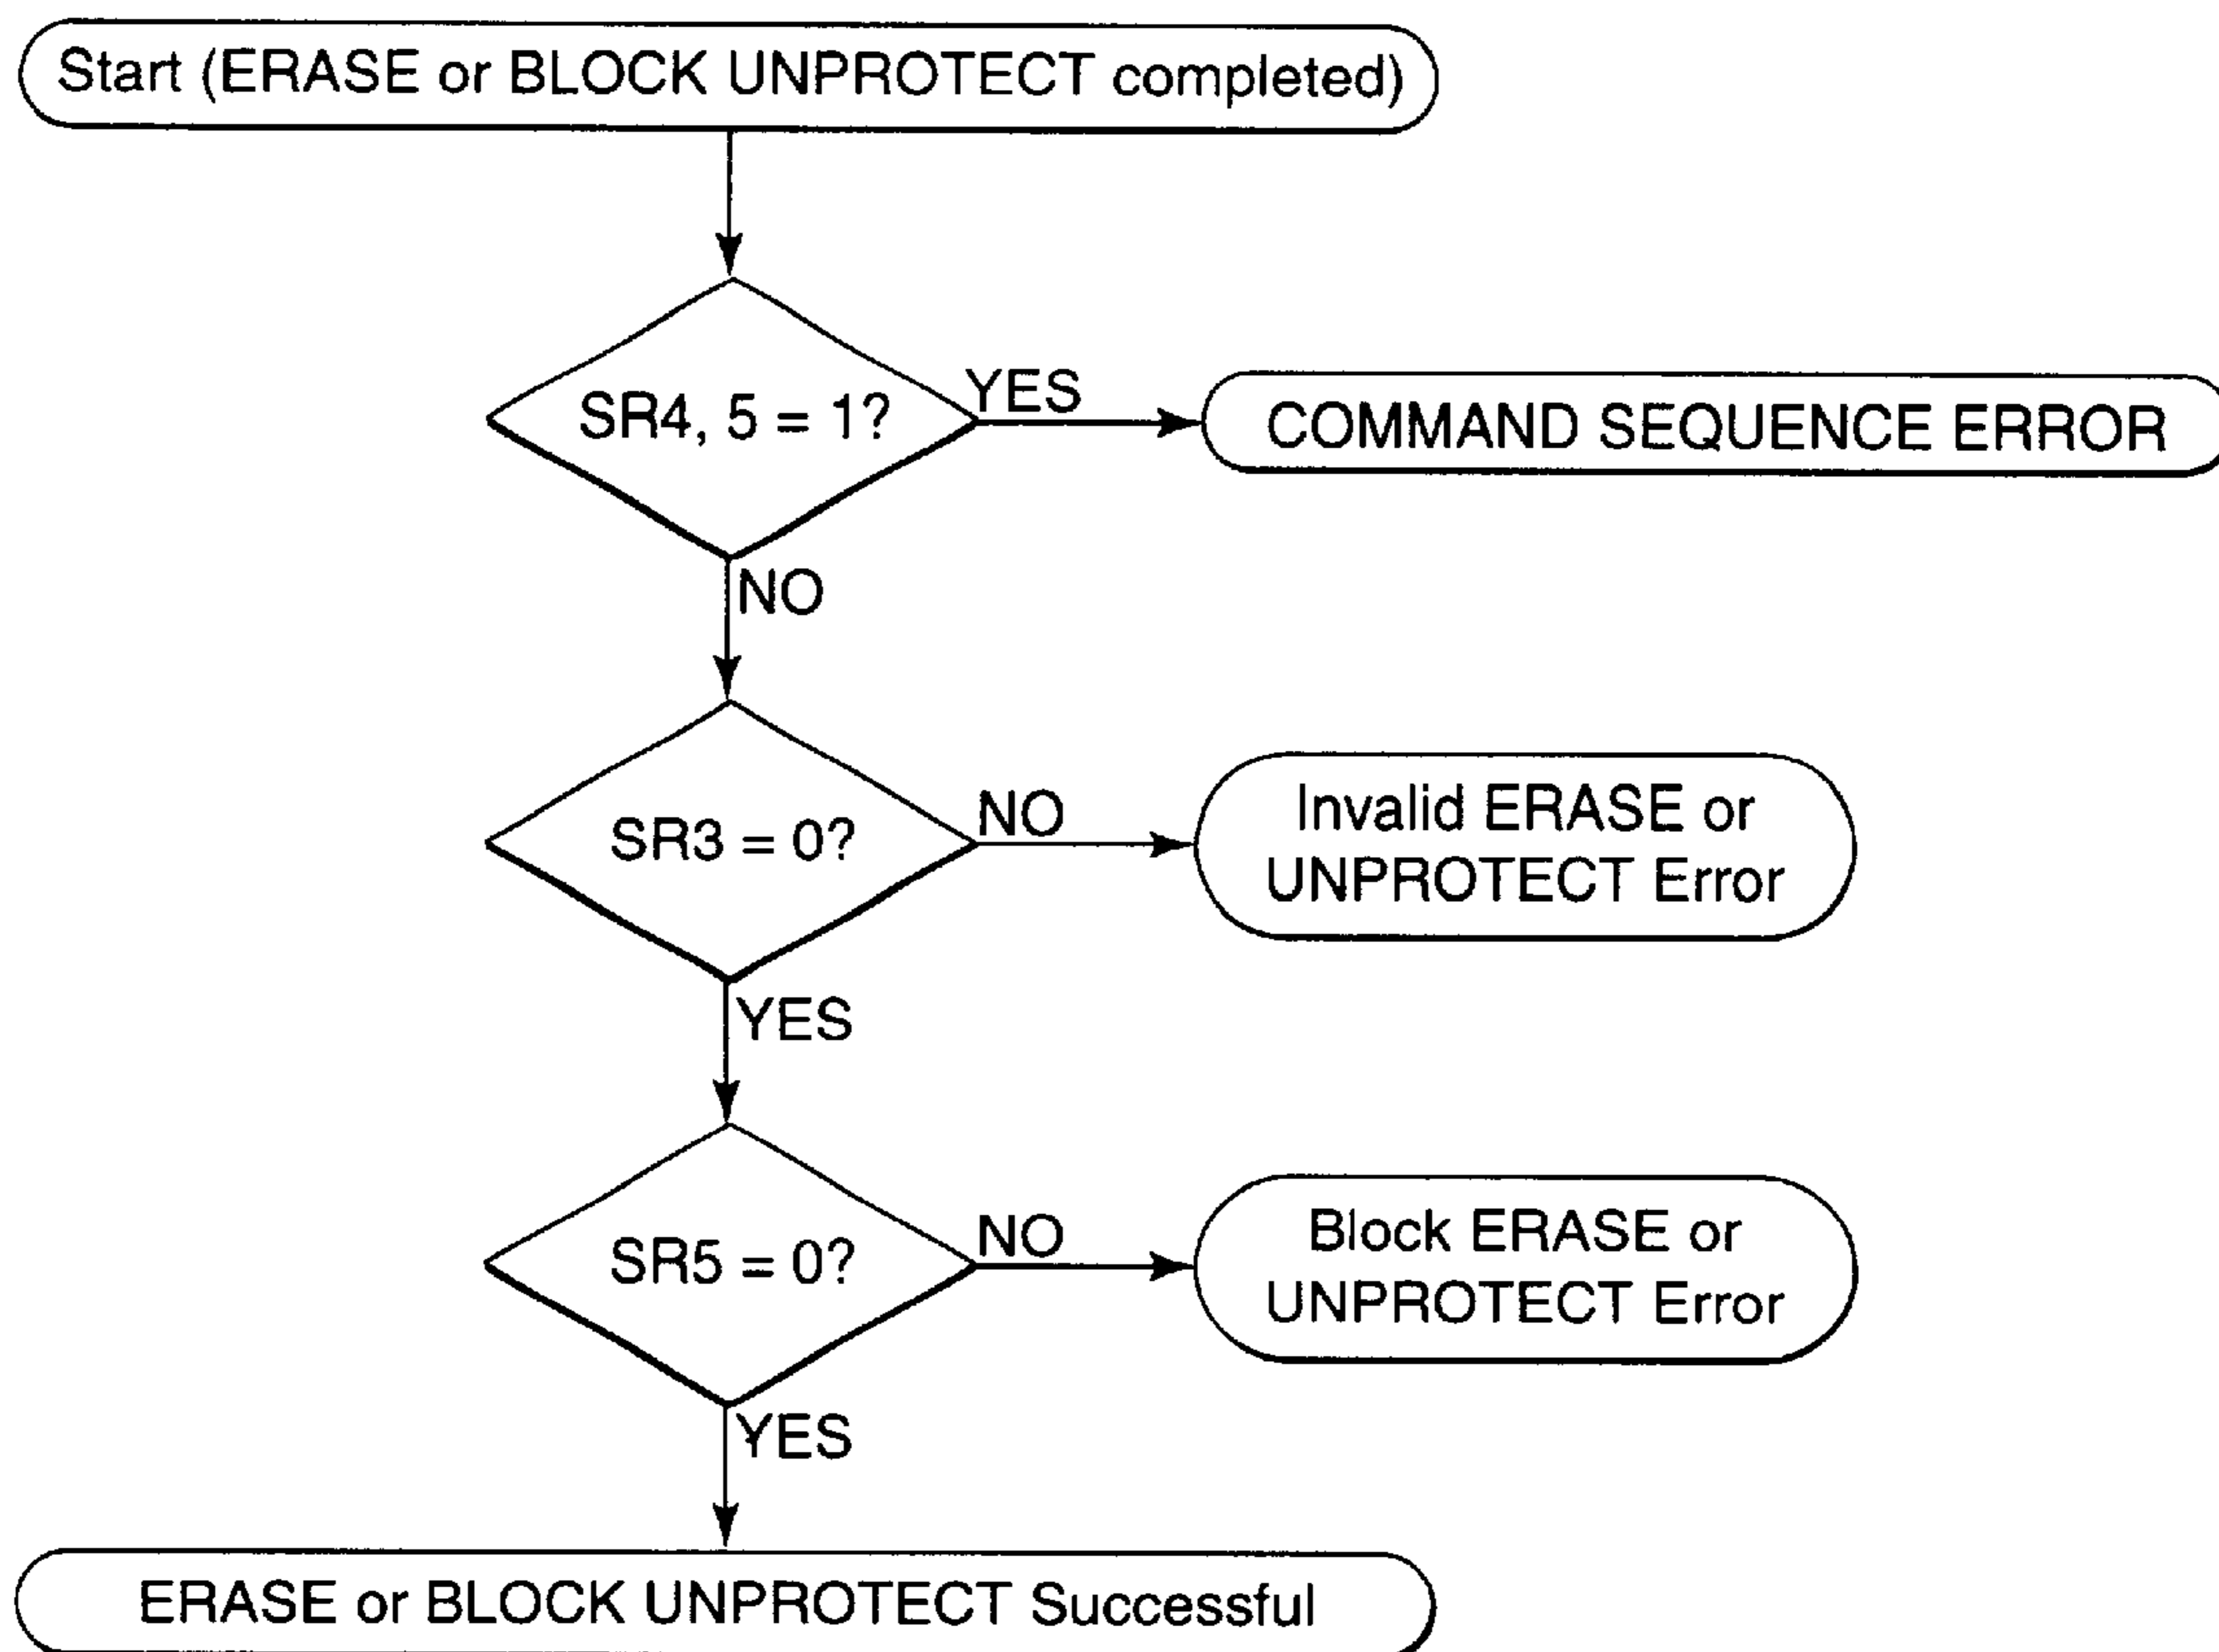 Start (ERASE or BLOCK UNPROTECT completed)
SR4, 5 = 1?
YES
COMMAND SEQUENCE ERROR
NO
SR3 = 0?
NO
Invalid ERASE or
UNPROTECT Error
YES
SR5 = 0?
NO
Block ERASE or
UNPROTECT Error
YES
ERASE or BLOCK UNPROTECT Successful